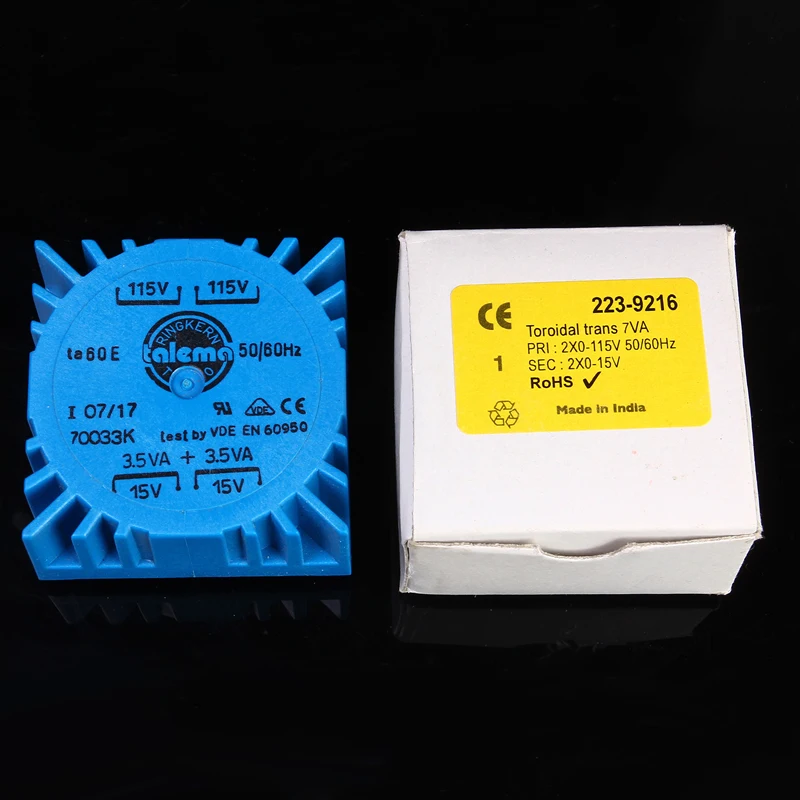 115V 115V
RINGKERN
talema
ta60E
50/60Hz
I 07/17
VDE
CE
70033K
test by VDE EN 60950
3.5VA + 3.5VA
15V 15V
CE
223-9216
Toroidal trans 7VA
PRI : 2X0-115V 50/60Hz
1
SEC : 2X0-15V
RoHS ✓
Made in India